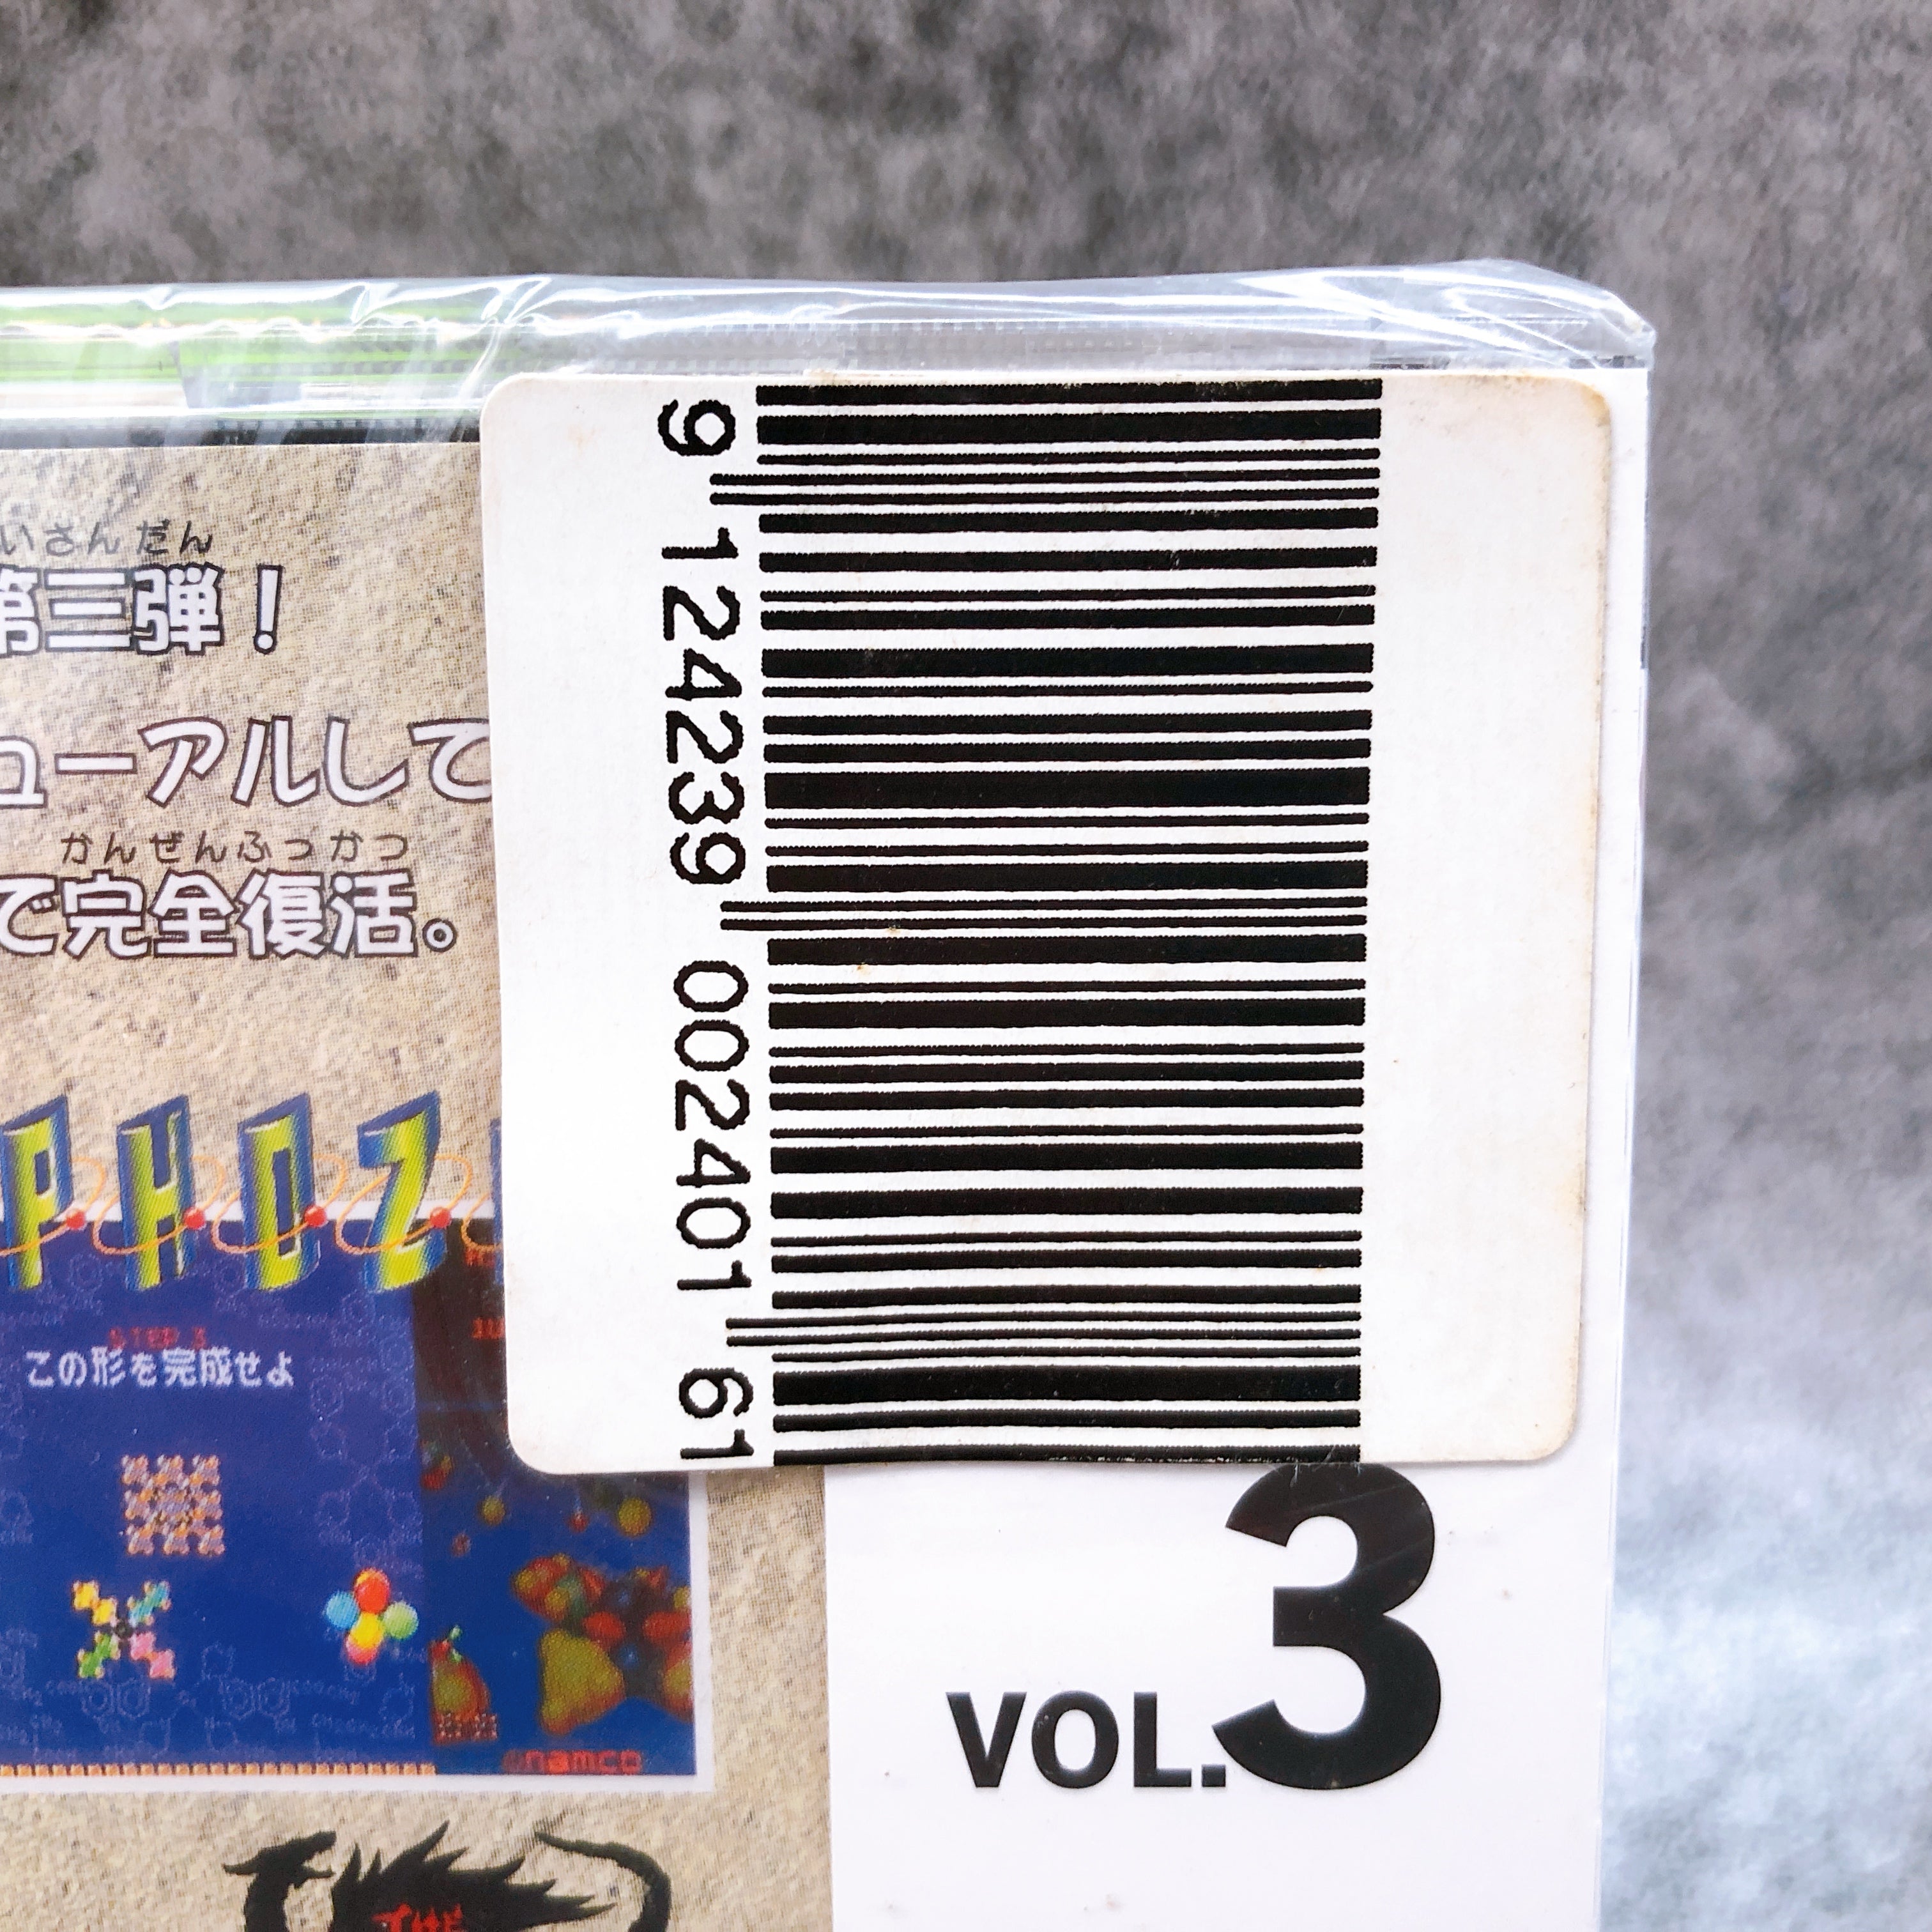 いさんだん
第三弾！
ューアルして
かんぜんふっかつ
で完全復活。
PHOZ
STEP 3
この形を完成せよ
namco
THE
9 124239 002401 61
VOL.3